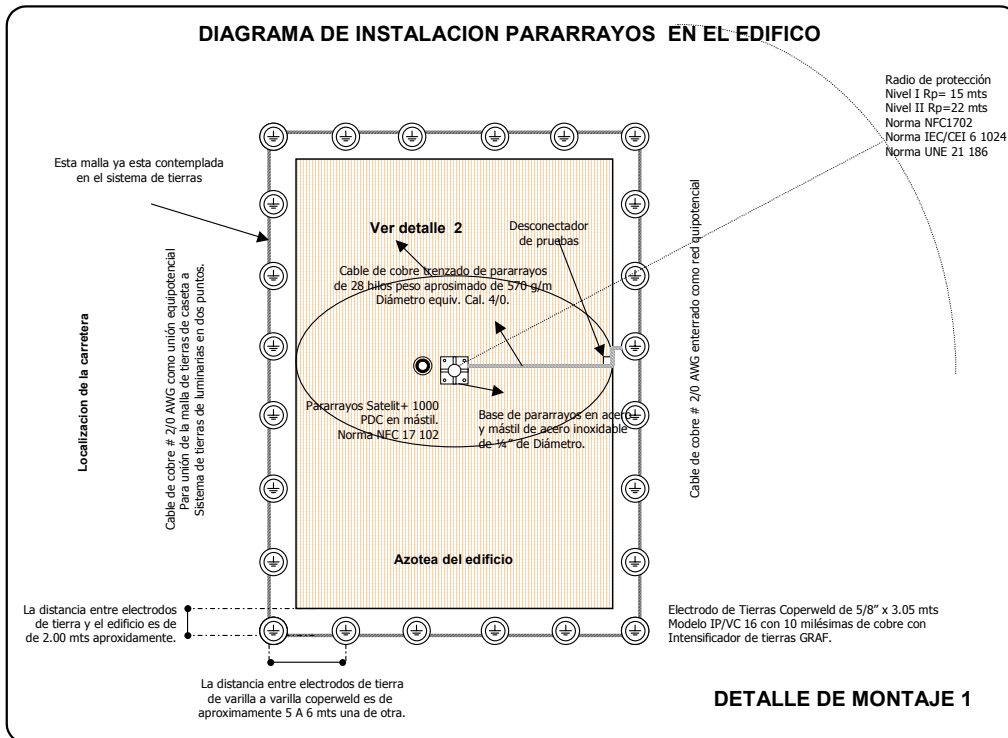 DIAGRAMA DE INSTALACION PARARRAYOS EN EL EDIFICO
Radio de protección
Nivel I Rp= 15 mts
Nivel II Rp=22 mts
Norma NFC1702
Norma IEC/CEI 6 1024
Norma UNE 21 186
Esta malla ya esta contemplada
en el sistema de tierras
Ver detalle 2
Desconectador
de pruebas
Cable de cobre trenzado de pararrayos
de 28 hilos peso aprosimado de 570 g/m
Diámetro equiv. Cal. 4/0.
Localizacion de la carretera
Cable de cobre # 2/0 AWG como unión equipotencial
Para unión de la malla de tierras de caseta a
Sistema de tierras de luminarias en dos puntos.
Cable de cobre # 2/0 AWG enterrado como red quipotencial
Pararrayos Satelit+ 1000
PDC en mástil.
Norma NFC 17 102
Base de pararrayos en acero
y mástil de acero inoxidable
de ¼” de Diámetro.
Azotea del edificio
La distancia entre electrodos
de tierra y el edificio es de
de 2.00 mts aproxidamente.
Electrodo de Tierras Coperweld de 5/8” x 3.05 mts
Modelo IP/VC 16 con 10 milésimas de cobre con
Intensificador de tierras GRAF.
La distancia entre electrodos de tierra
de varilla a varilla coperweld es de
aproximamente 5 A 6 mts una de otra.
DETALLE DE MONTAJE 1